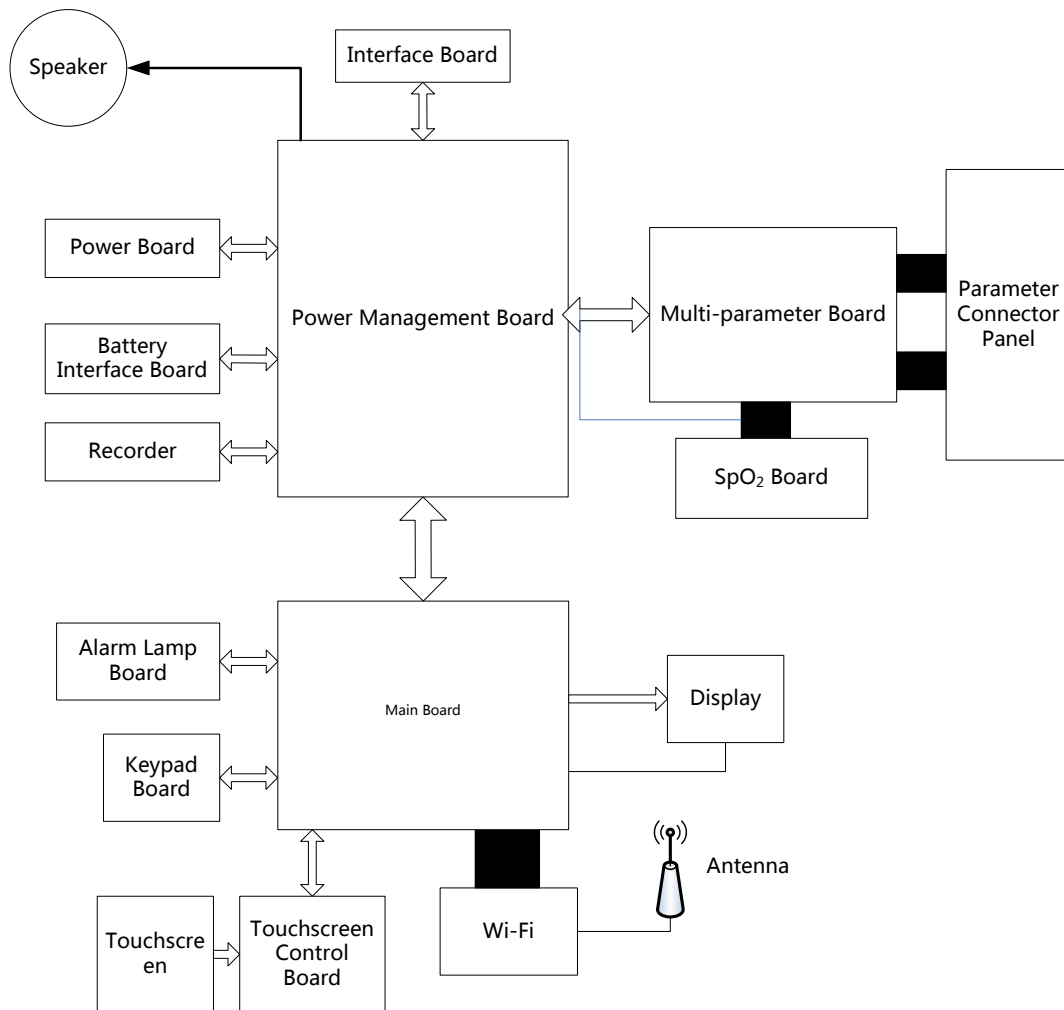 Speaker
Interface Board
Power Board
Power Management Board
Multi-parameter Board
Parameter
Connector
Panel
Battery
Interface Board
Recorder
SpO₂ Board
Alarm Lamp
Board
Main Board
Display
Keypad
Board
Antenna
Touchscre
en
Touchscreen
Control
Board
Wi-Fi